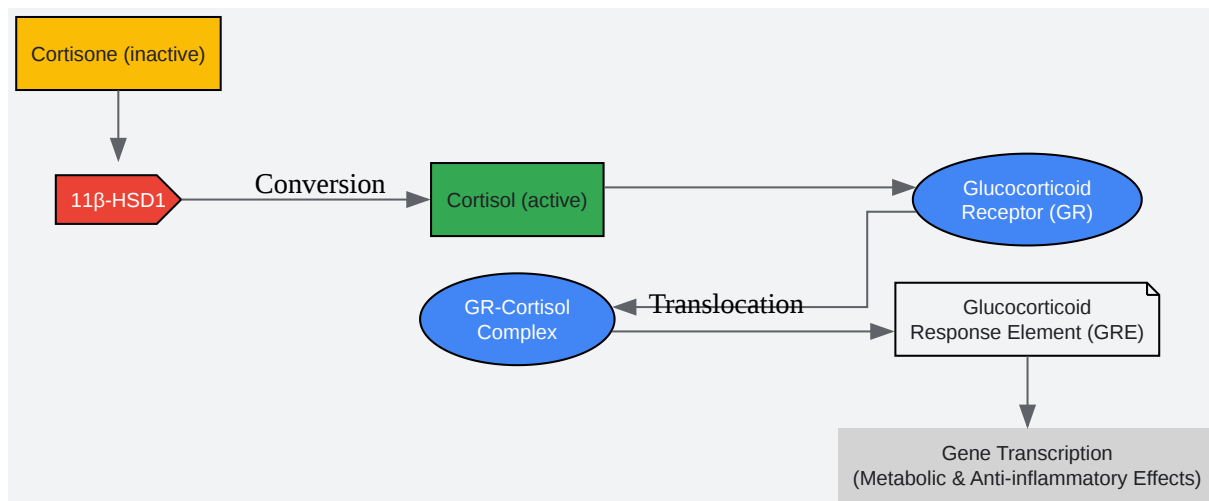 Cortisone (inactive)
11β-HSD1
Conversion
Cortisol (active)
Glucocorticoid
Receptor (GR)
GR-Cortisol
Complex
Translocation
Glucocorticoid
Response Element (GRE)
Gene Transcription
(Metabolic & Anti-inflammatory Effects)